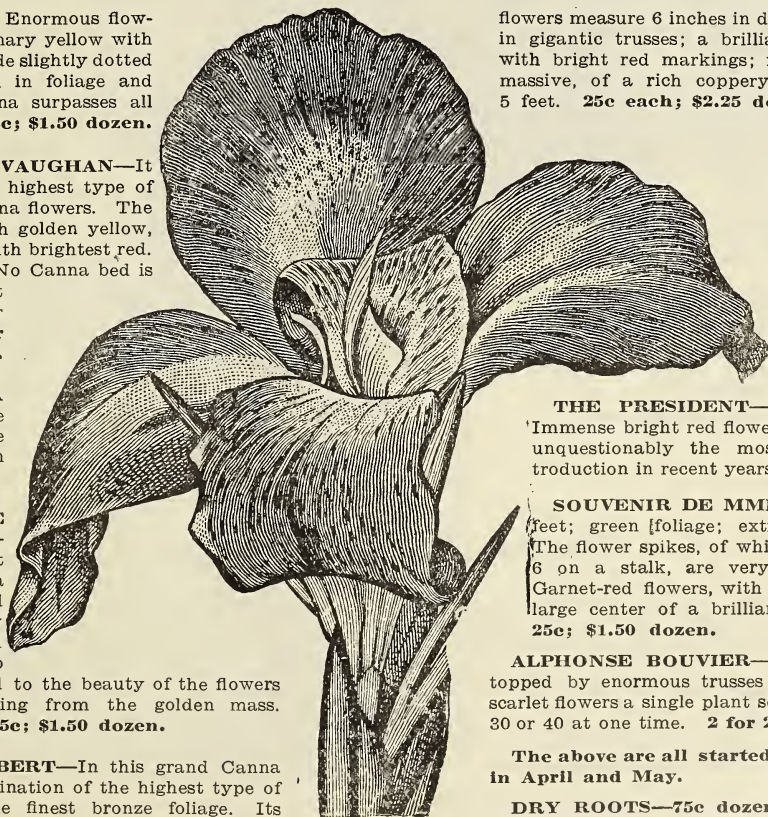 Enormous flow-
nary yellow with
de slightly dotted
in foliage and
na surpasses all
c; $1.50 dozen.
VAUGHAN—It
highest type of
na flowers. The
h golden yellow,
ith brightest red.
No Canna bed is
to the beauty of the flowers
ing from the golden mass.
5c; $1.50 dozen.
BERT—In this grand Canna
ination of the highest type of
e finest bronze foliage. Its
flowers measure 6 inches in d
in gigantic trusses; a brillia
with bright red markings;
massive, of a rich coppery
5 feet. 25c each; $2.25 d
THE PRESIDENT—
Immense bright red flowe
unquestionably the mos
troduction in recent years
SOUVENIR DE MME
feet; green [foliage; ext
The flower spikes, of whi
6 on a stalk, are very
Garnet-red flowers, with
large center of a brillian
25c; $1.50 dozen.
ALPHONSE BOUVIER—
topped by enormous trusses
scarlet flowers a single plant s
30 or 40 at one time. 2 for 2
The above are all started
in April and May.
DRY ROOTS—75c dozen